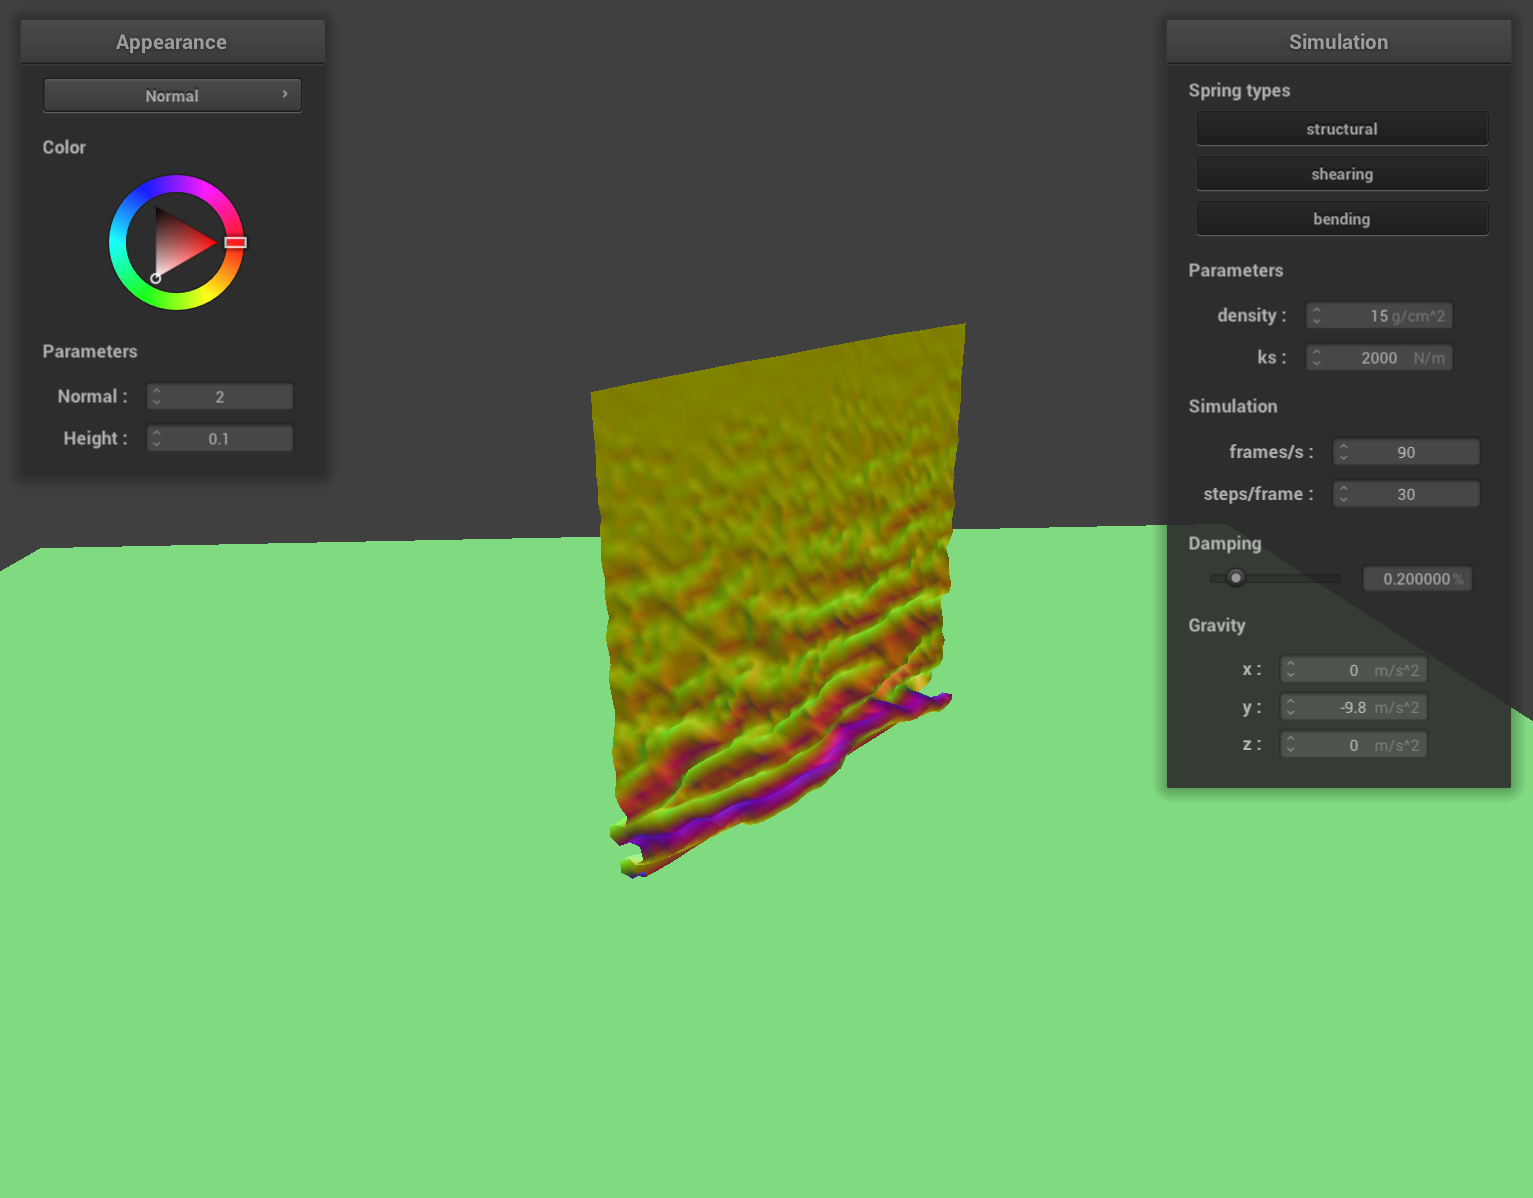 Appearance
Normal
Color
Parameters
Normal : 2
Height : 0.1
Simulation
Spring types
structural
shearing
bending
Parameters
density : 15 g/cm^2
ks : 2000 N/m
Simulation
frames/s : 90
steps/frame : 30
Damping
0.200000 %
Gravity
x : 0 m/s^2
y : -9.8 m/s^2
z : 0 m/s^2